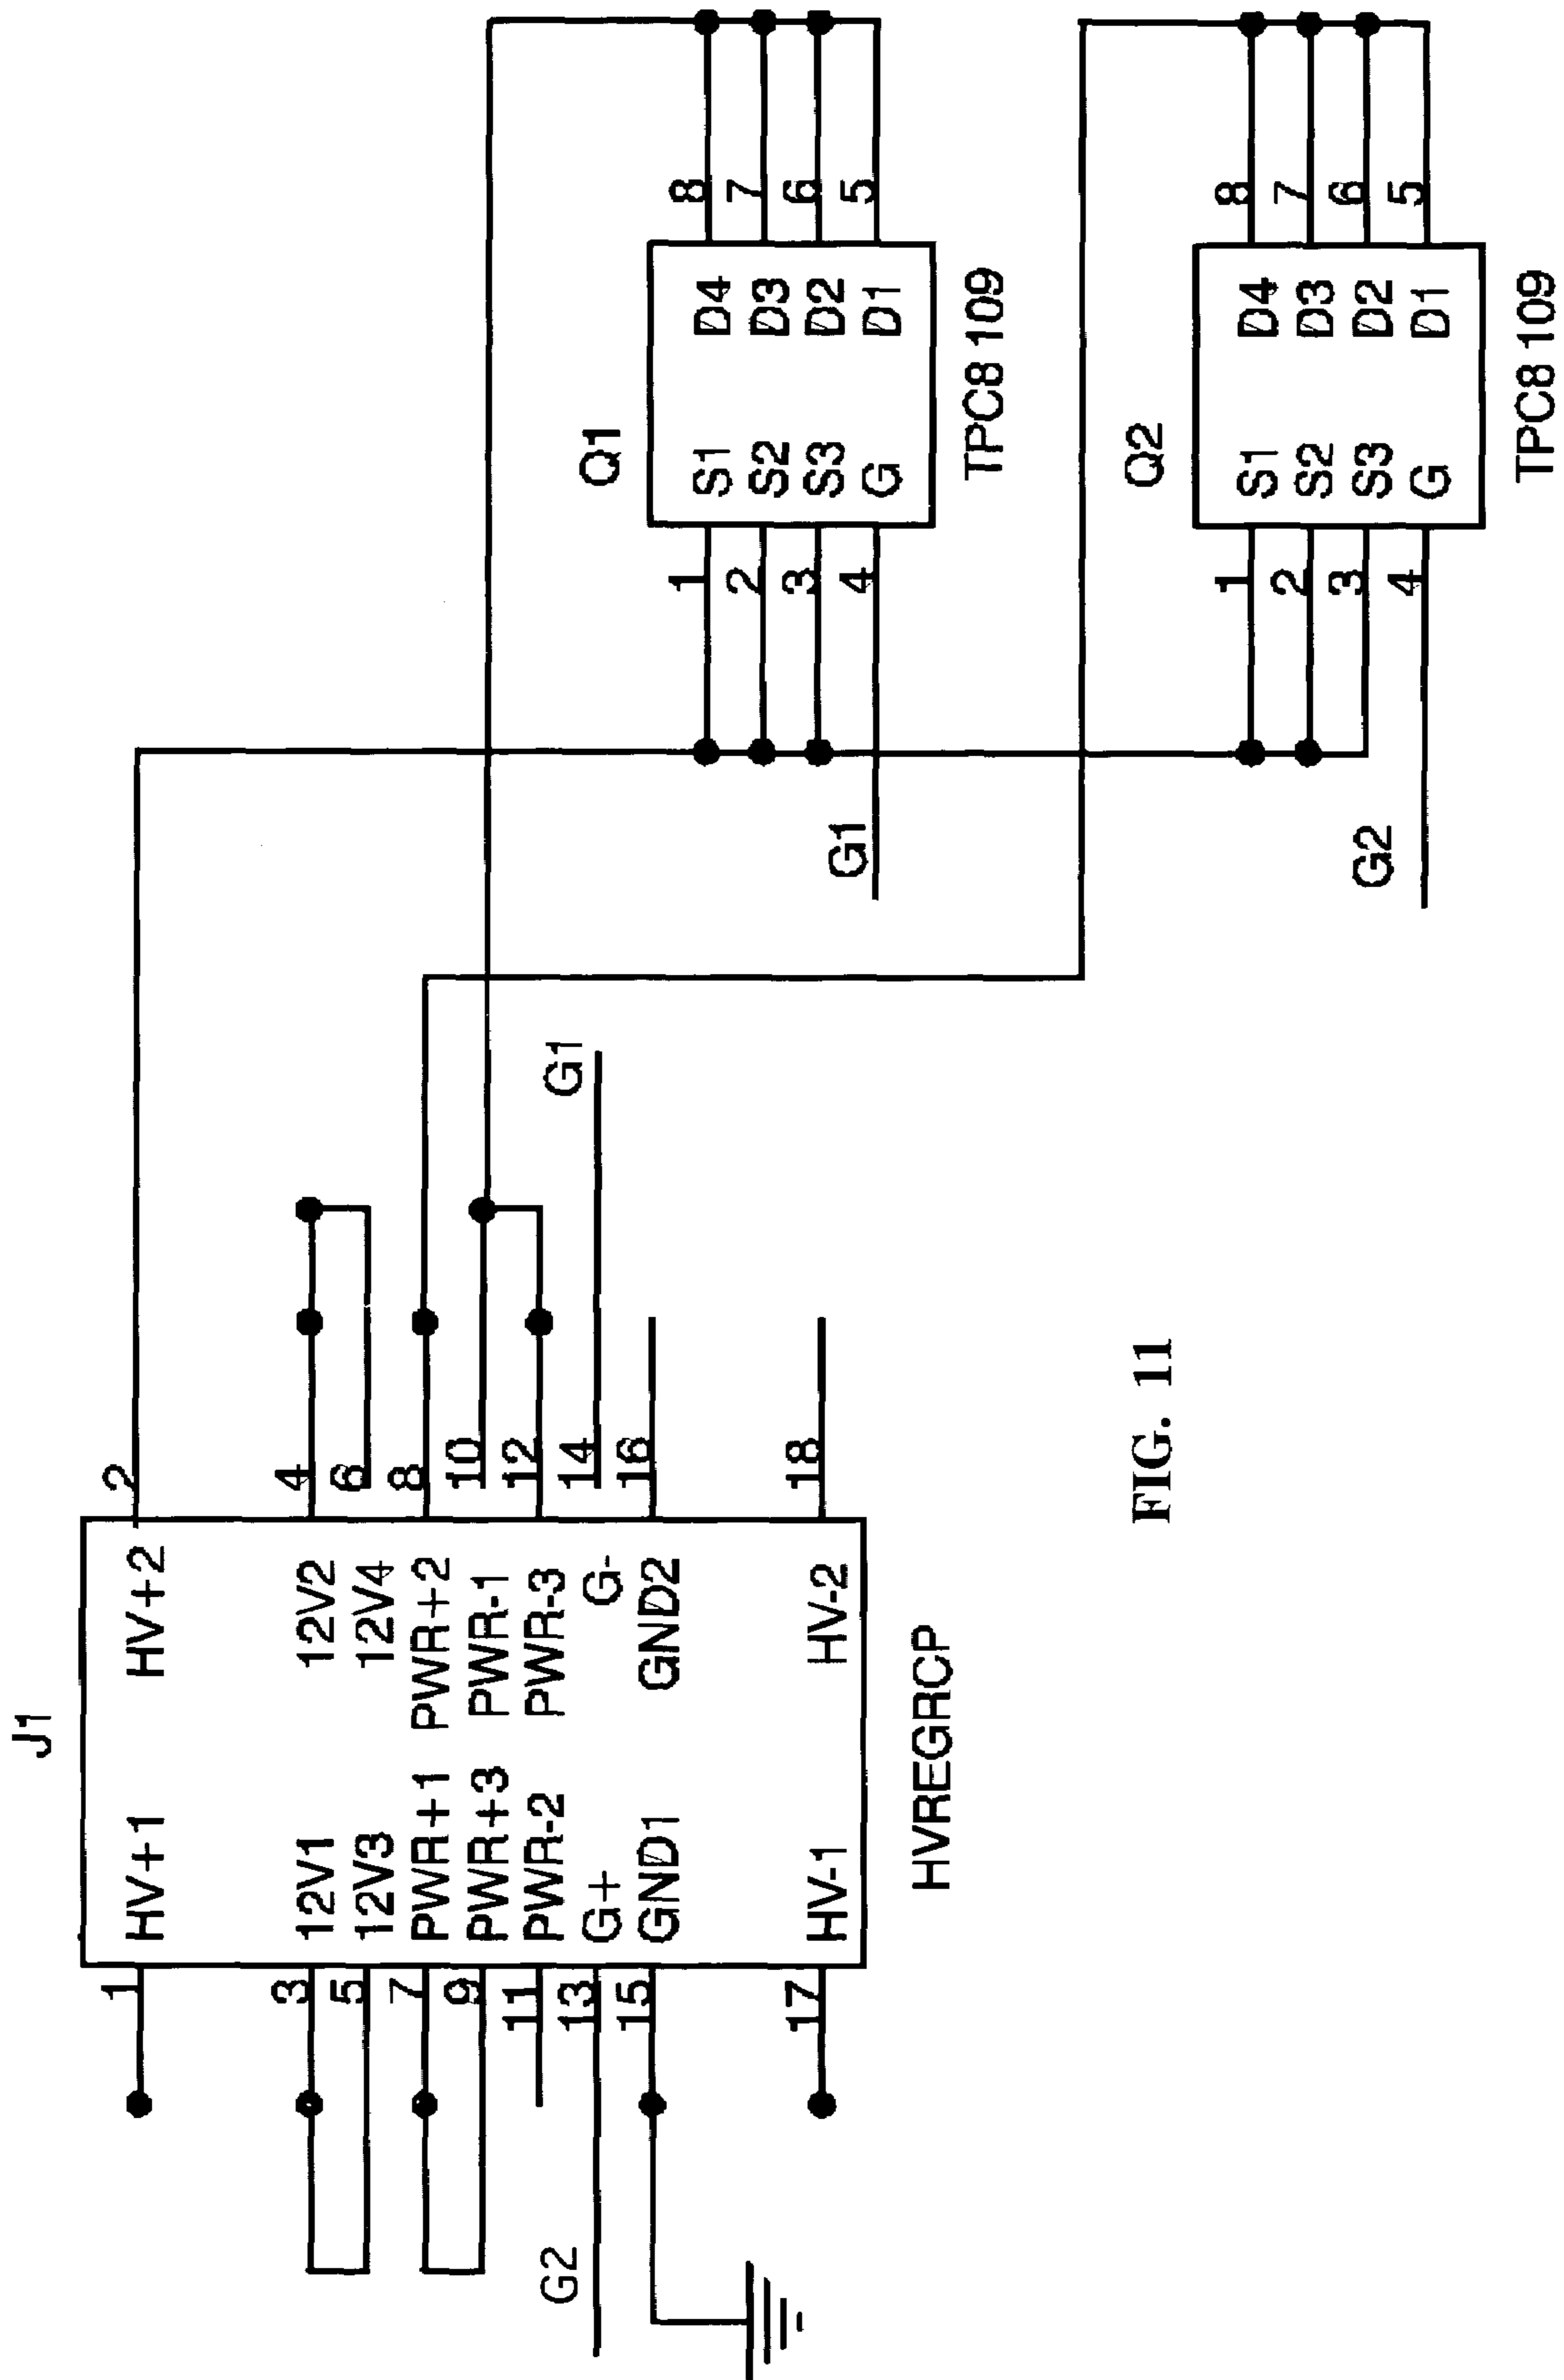 J1
1 HV+1 HV+2 2
3 12V1 12V2 4
5 12V3 12V4 6
7 PWR+1 PWR+2 8
9 PWR+3 PWR-1 10
11 PWR-2 PWR-3 12
13 G+ G- 14
15 GND1 GND2 16
17 HV-1 HV-2 18
HVREGRCP
G2
G1
Q1
1 S1 D4 8
2 S2 D3 7
3 S3 D2 6
4 G D1 5
TPC8 109
G1
Q2
1 S1 D4 8
2 S2 D3 7
3 S3 D2 6
4 G D1 5
TPC8 109
G2
FIG. 11